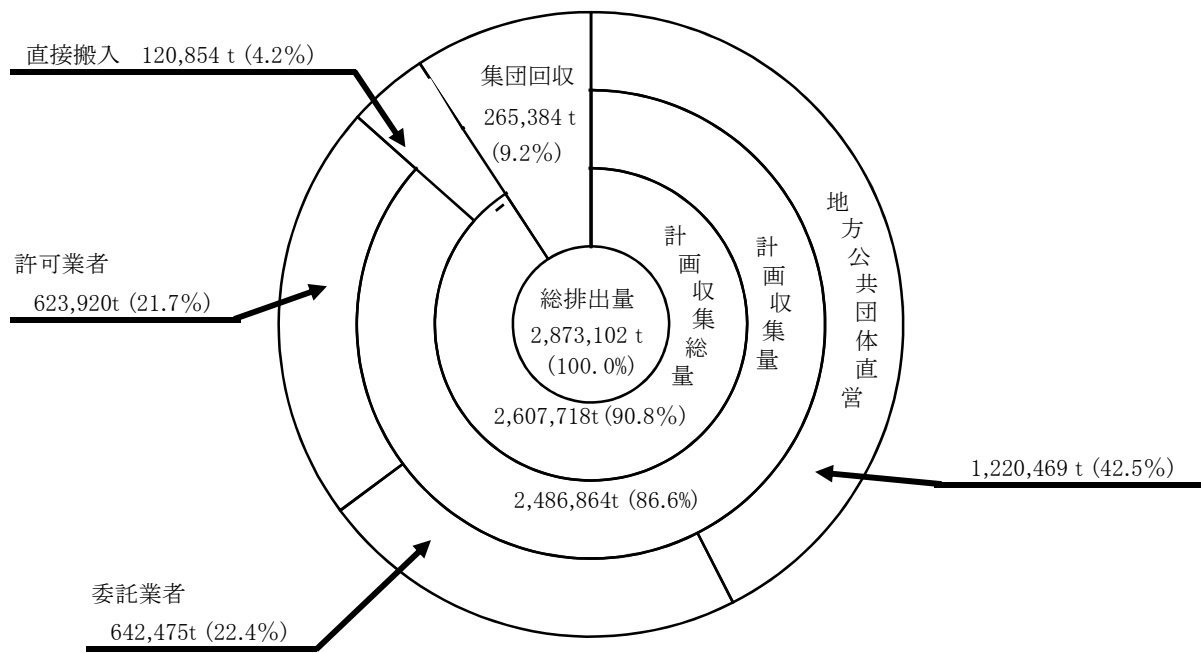 直接搬入 120,854 t (4.2%)
集団回収
265,384 t
(9.2%)
許可業者
623,920t (21.7%)
総排出量
2,873,102 t
(100.0%)
計画収集総量
2,607,718t (90.8%)
計画収集量
2,486,864t (86.6%)
地方公共団体直営
1,220,469 t (42.5%)
委託業者
642,475t (22.4%)